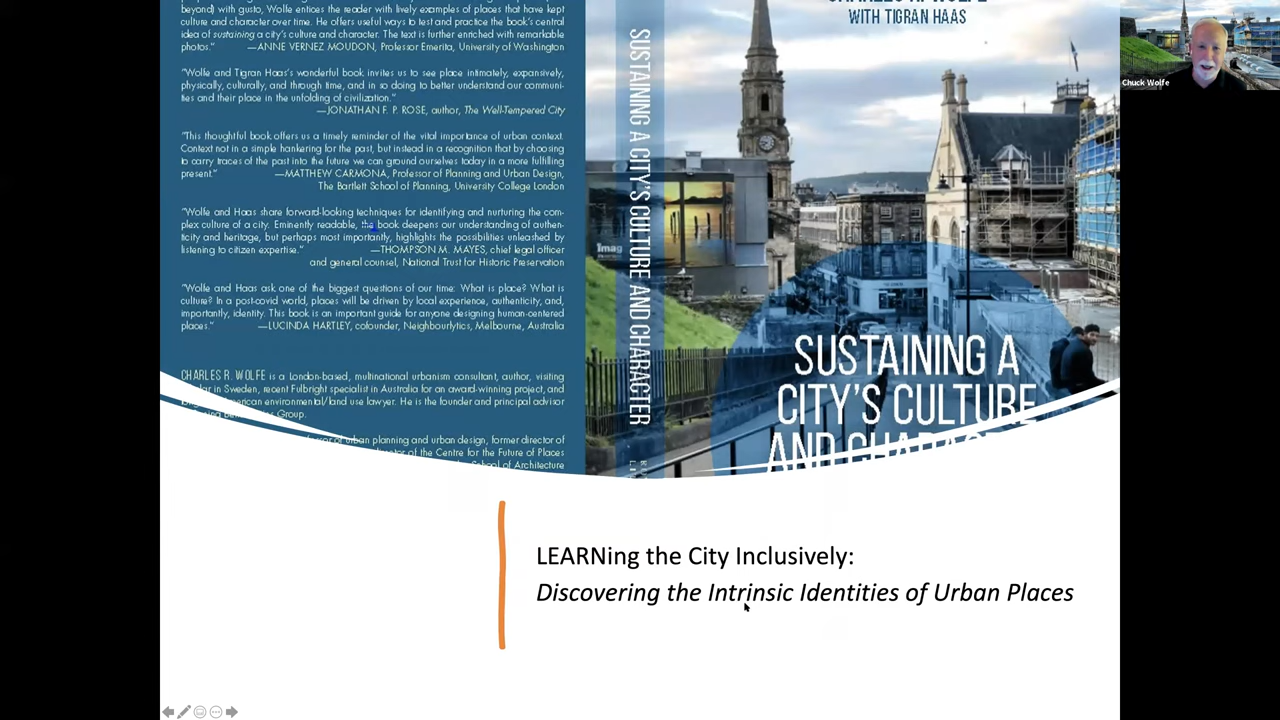 beyond) with gusto, Wolfe entices the reader with lively examples of places that have kept
culture and character over time. He offers useful ways to test and practice the book's central
idea of sustaining a city's culture and character. The text is further enriched with remarkable
photos." —ANNE VERNEZ MOUDON, Professor Emerita, University of Washington
"Wolfe and Tigran Haas's wonderful book invites us to see place intimately, expansively,
physically, culturally, and through time, and in so doing to better understand our communi-
ties and their place in the unfolding of civilization."
—JONATHAN F. P. ROSE, author, The Well-Tempered City
"This thoughtful book offers us a timely reminder of the vital importance of urban context.
Context not in a simple hankering for the past, but instead in a recognition that by choosing
to carry traces of the past into the future we can ground ourselves today in a more fulfilling
present." —MATTHEW CARMONA, Professor of Planning and Urban Design,
The Bartlett School of Planning, University College London
"Wolfe and Haas share forward-looking techniques for identifying and nurturing the com-
plex culture of a city. Eminently readable, the book deepens our understanding of authen-
ticity and heritage, but perhaps most importantly, highlights the possibilities unleashed by
listening to citizen expertise." —THOMPSON M. MAYES, chief legal officer
and general counsel, National Trust for Historic Preservation
"Wolfe and Haas ask one of the biggest questions of our time: What is place? What is
culture? In a post-covid world, places will be driven by local experience, authenticity, and,
importantly, identity. This book is an important guide for anyone designing human-centered
places." —LUCINDA HARTLEY, cofounder, Neighbourlytics, Melbourne, Australia
CHARLES R. WOLFE is a London-based, multinational urbanism consultant, author, visiting
in Sweden, recent Fulbright specialist in Australia for an award-winning project, and
American environmental/land use lawyer. He is the founder and principal advisor
Group.
of urban planning and urban design, former director of
of the Centre for the Future of Places
School of Architecture
SUSTAINING A CITY'S CULTURE AND CHARACTER
WITH TIGRAN HAAS
Imag
SUSTAINING A
CITY'S CULTURE
AND CHARACTER
Chuck Wolfe
LEARNing the City Inclusively:
Discovering the Intrinsic Identities of Urban Places